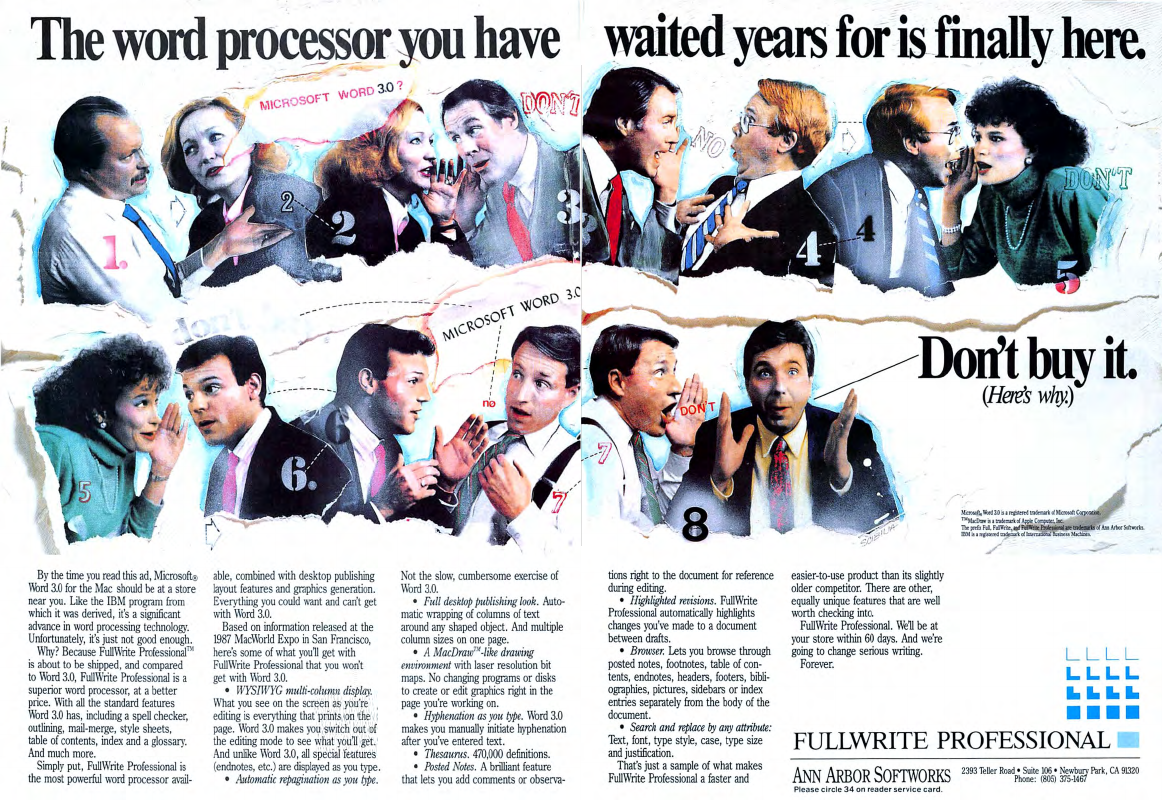 The word processor you have waited years for is finally here.
MICROSOFT WORD 3.0 ?
DON'T
NO
DON'T
1.
2
2
3
3
4
4
5
don't
MICROSOFT WORD 3.0
no
DON'T
Don't buy it.
(Here's why.)
5
6.
7
7
8
Microsoft® Word 3.0 is a registered trademark of Microsoft Corporation.
™MacDraw is a trademark of Apple Computer, Inc.
The prefix Full, FullWrite, and FullWrite Professional are trademarks of Ann Arbor Softworks.
IBM is a registered trademark of International Business Machines.
By the time you read this ad, Microsoft®
Word 3.0 for the Mac should be at a store
near you. Like the IBM program from
which it was derived, it's a significant
advance in word processing technology.
Unfortunately, it's just not good enough.
Why? Because FullWrite Professional™
is about to be shipped, and compared
to Word 3.0, FullWrite Professional is a
superior word processor, at a better
price. With all the standard features
Word 3.0 has, including a spell checker,
outlining, mail-merge, style sheets,
table of contents, index and a glossary.
And much more.
Simply put, FullWrite Professional is
the most powerful word processor avail-
able, combined with desktop publishing
layout features and graphics generation.
Everything you could want and can't get
with Word 3.0.
Based on information released at the
1987 MacWorld Expo in San Francisco,
here's some of what you'll get with
FullWrite Professional that you won't
get with Word 3.0.
• WYSIWYG multi-column display.
What you see on the screen as you're
editing is everything that prints on the
page. Word 3.0 makes you switch out of
the editing mode to see what you'll get.
And unlike Word 3.0, all special features
(endnotes, etc.) are displayed as you type.
• Automatic repagination as you type.
Not the slow, cumbersome exercise of
Word 3.0.
• Full desktop publishing look. Auto-
matic wrapping of columns of text
around any shaped object. And multiple
column sizes on one page.
• A MacDraw™-like drawing
environment with laser resolution bit
maps. No changing programs or disks
to create or edit graphics right in the
page you're working on.
• Hyphenation as you type. Word 3.0
makes you manually initiate hyphenation
after you've entered text.
• Thesaurus. 470,000 definitions.
• Posted Notes. A brilliant feature
that lets you add comments or observa-
tions right to the document for reference
during editing.
• Highlighted revisions. FullWrite
Professional automatically highlights
changes you've made to a document
between drafts.
• Browser. Lets you browse through
posted notes, footnotes, table of con-
tents, endnotes, headers, footers, bibli-
ographies, pictures, sidebars or index
entries separately from the body of the
document.
• Search and replace by any attribute:
Text, font, type style, case, type size
and justification.
That's just a sample of what makes
FullWrite Professional a faster and
easier-to-use product than its slightly
older competitor. There are other,
equally unique features that are well
worth checking into.
FullWrite Professional. We'll be at
your store within 60 days. And we're
going to change serious writing.
Forever.
FULLWRITE PROFESSIONAL
ANN ARBOR SOFTWORKS
2393 Teller Road • Suite 106 • Newbury Park, CA 91320
Phone: (805) 375-1467
Please circle 34 on reader service card.